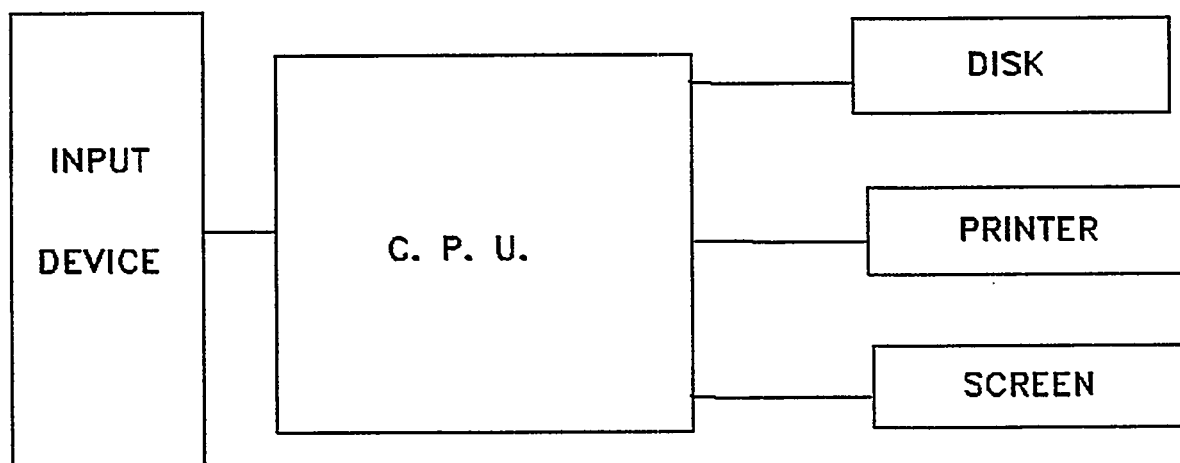 INPUT
DEVICE
C. P. U.
DISK
PRINTER
SCREEN